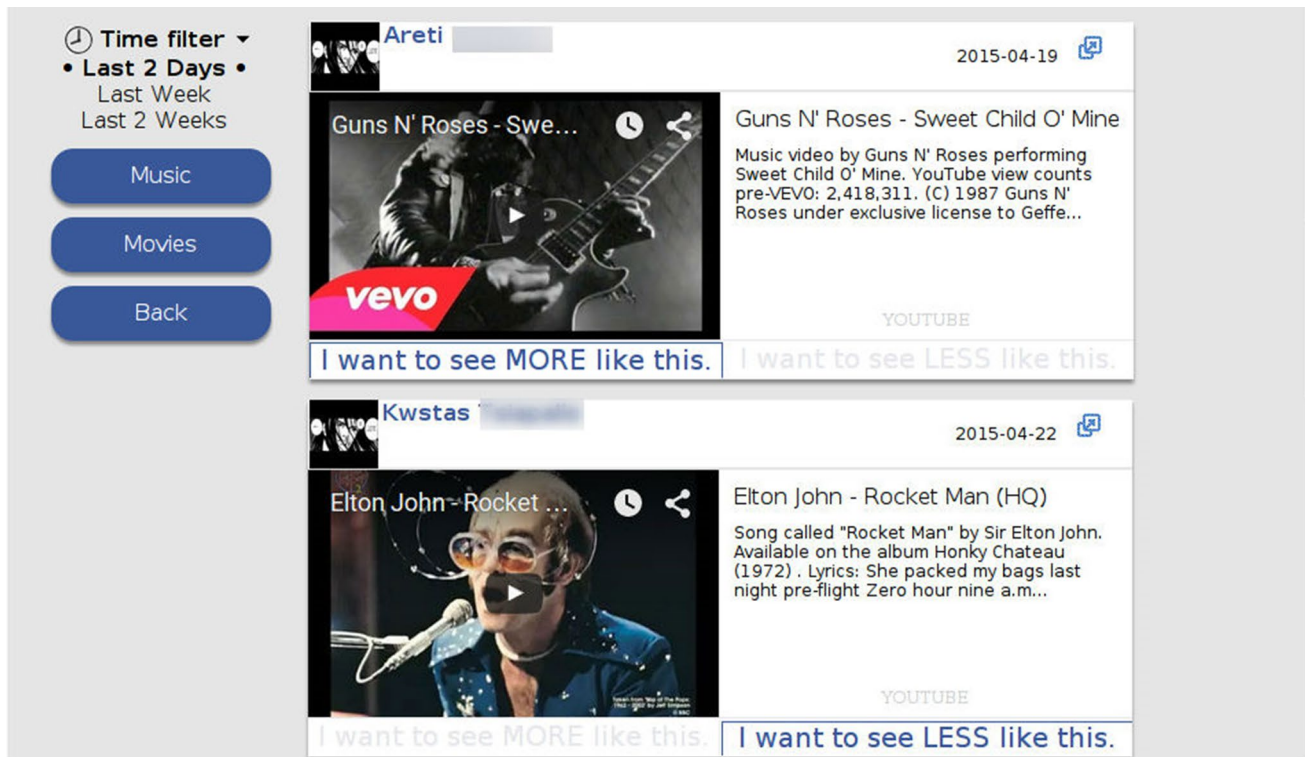 Time filter
• Last 2 Days •
Last Week
Last 2 Weeks
Music
Movies
Back
Areti
2015-04-19
Guns N' Roses - Swe...
vevo
Guns N' Roses - Sweet Child O' Mine
Music video by Guns N' Roses performing
Sweet Child O' Mine. YouTube view counts
pre-VEVO: 2,418,311. (C) 1987 Guns N'
Roses under exclusive license to Geffe...
YOUTUBE
I want to see MORE like this.
I want to see LESS like this.
Kwstas
2015-04-22
Elton John - Rocket ...
Elton John - Rocket Man (HQ)
Song called "Rocket Man" by Sir Elton John.
Available on the album Honky Chateau
(1972) . Lyrics: She packed my bags last
night pre-flight Zero hour nine a.m...
YOUTUBE
I want to see MORE like this.
I want to see LESS like this.